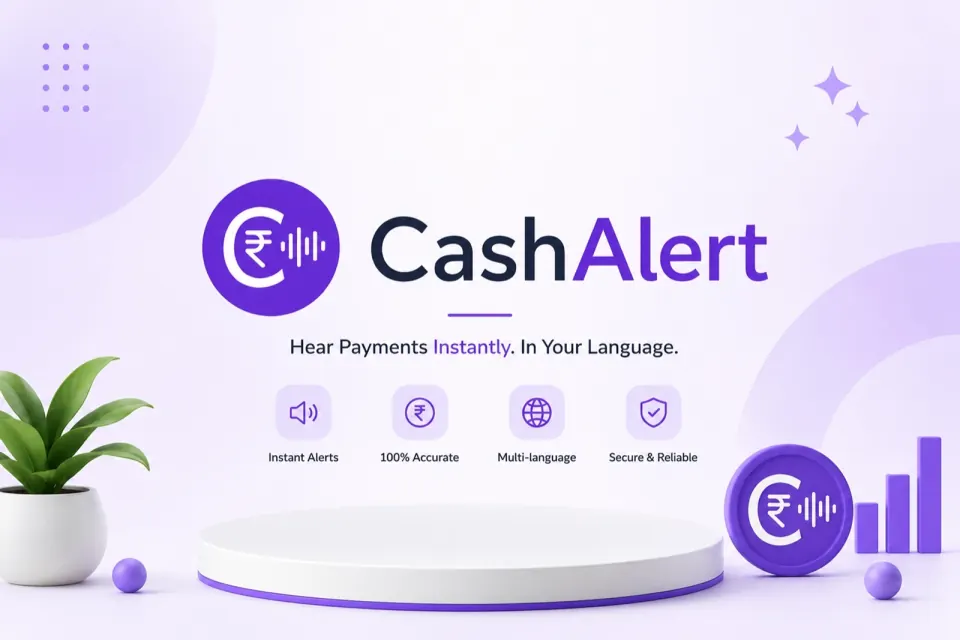 C₹
CashAlert
Hear Payments Instantly. In Your Language.
₹
Instant Alerts
100% Accurate
Multi-language
Secure & Reliable
C₹